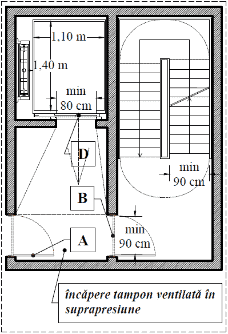 1,10 m
1,40 m
min
80 cm
D
min
90 cm
B
A
min
90 cm
încăpere tampon ventilată în
suprapresiune